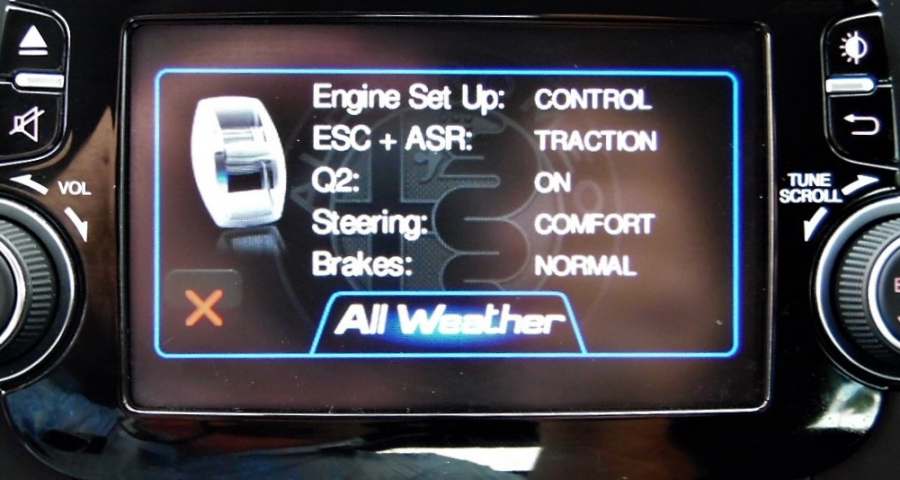 Engine Set Up: CONTROL
ESC + ASR: TRACTION
Q2: ON
Steering: COMFORT
Brakes: NORMAL
All Weather
VOL
TUNE
SCROLL